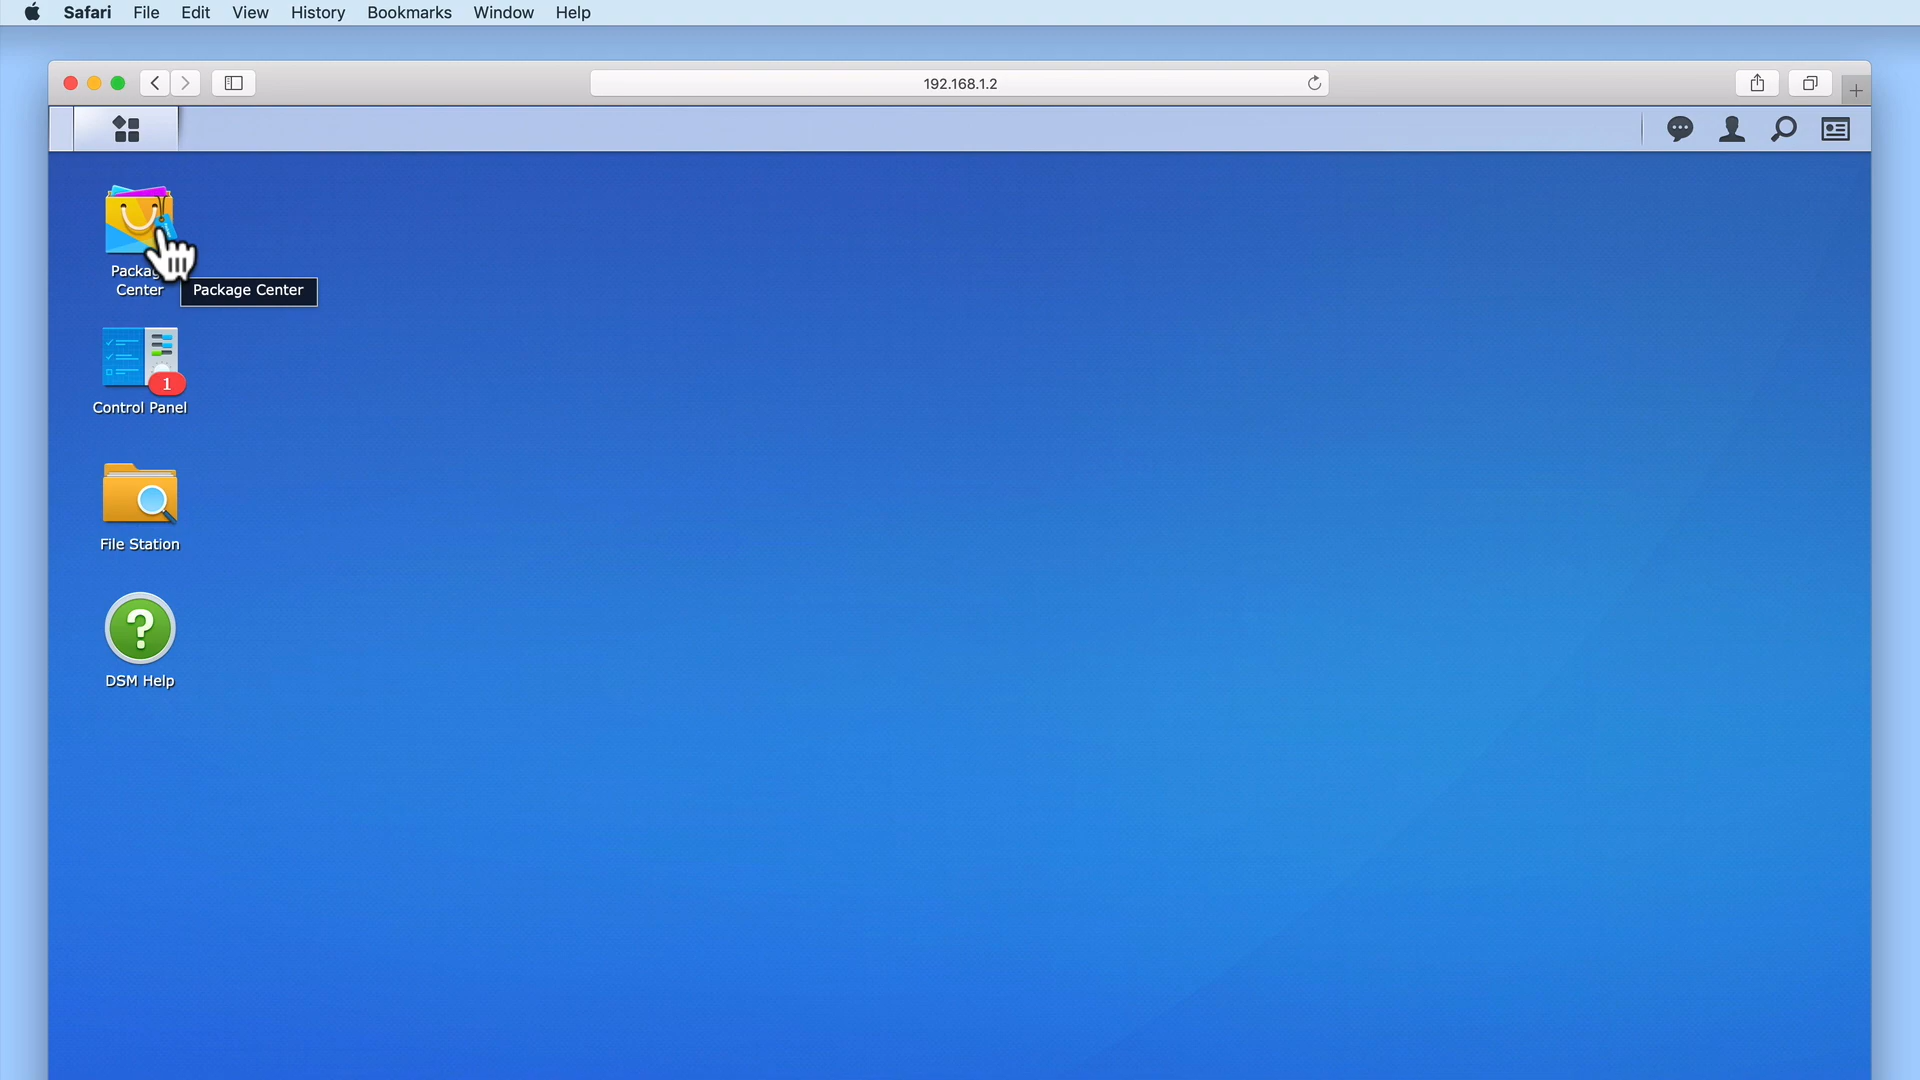 Safari File Edit View History Bookmarks Window Help
192.168.1.2
Package
Center
Package Center
1
Control Panel
File Station
?
DSM Help